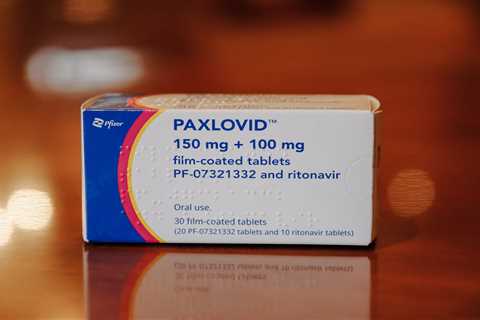 Pfizer
PAXLOVID™
150 mg + 100 mg
film-coated tablets
PF-07321332 and ritonavir
Oral use.
30 film-coated tablets
(20 PF-07321332 tablets and 10 ritonavir tablets)